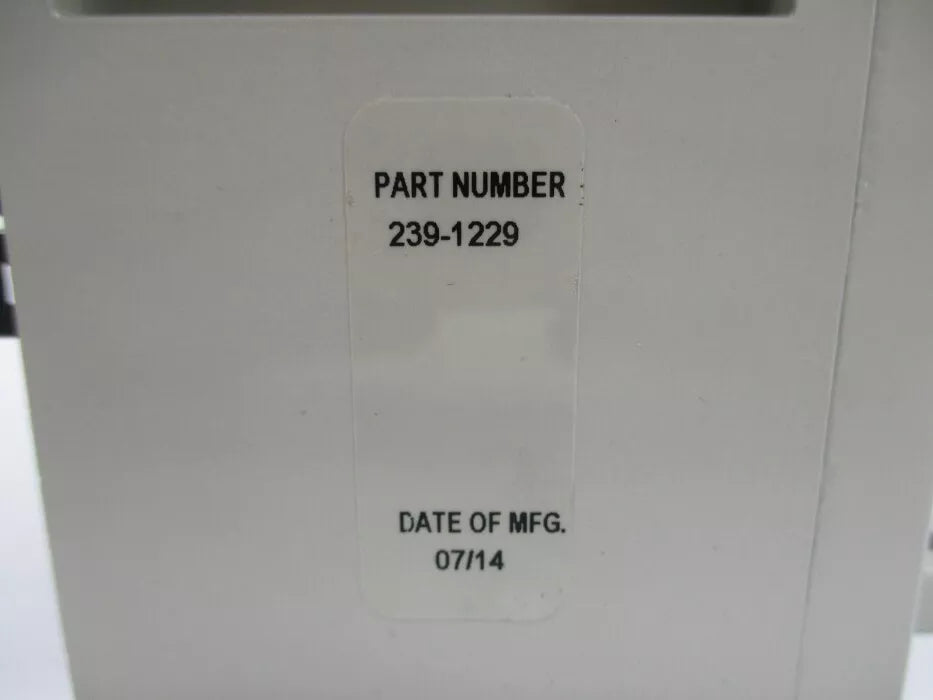 PART NUMBER
239-1229
DATE OF MFG.
07/14